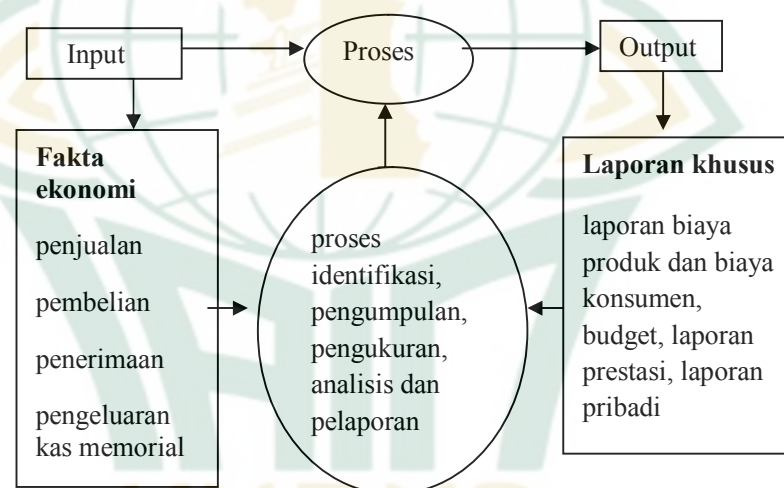 Input
Proses
Output
Fakta
ekonomi
penjualan
pembelian
penerimaan
pengeluaran
kas memorial
proses
identifikasi,
pengumpulan,
pengukuran,
analisis dan
pelaporan
Laporan khusus
laporan biaya
produk dan biaya
konsumen,
budget, laporan
prestasi, laporan
pribadi